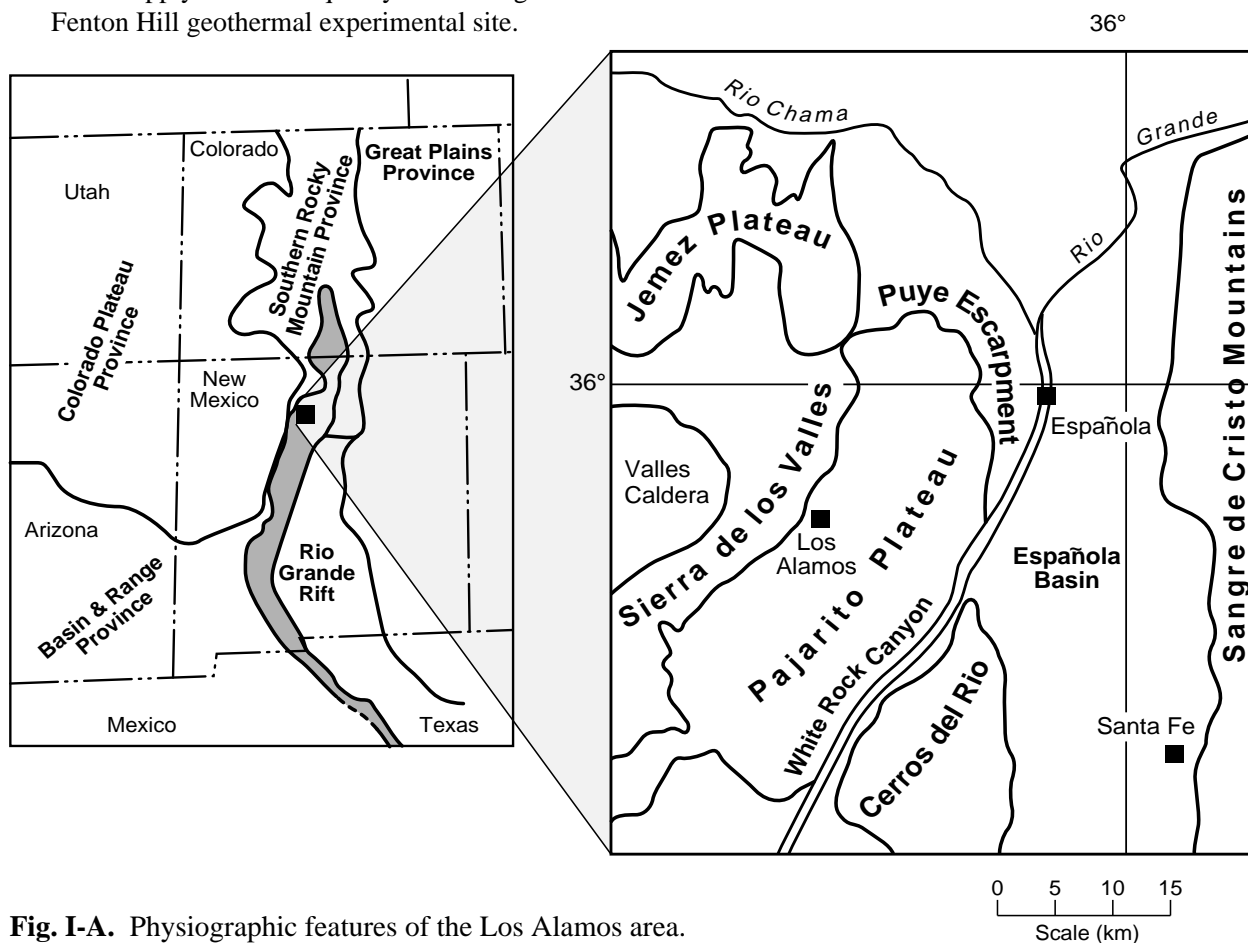 Fenton Hill geothermal experimental site.
36°
Colorado
Great Plains
Province
Utah
Southern Rocky
Mountain Province
Colorado Plateau
Province
New
Mexico
Arizona
Rio
Grande
Rift
Basin & Range
Province
Mexico
Texas
Rio Chama
Grande
Rio
Jemez Plateau
Puye Escarpment
Sangre de Cristo Mountains
36°
Española
Valles
Caldera
Sierra de los Valles
Los
Alamos
Pajarito Plateau
Española
Basin
White Rock Canyon
Cerros del Rio
Santa Fe
0 5 10 15
Scale (km)
Fig. I-A. Physiographic features of the Los Alamos area.